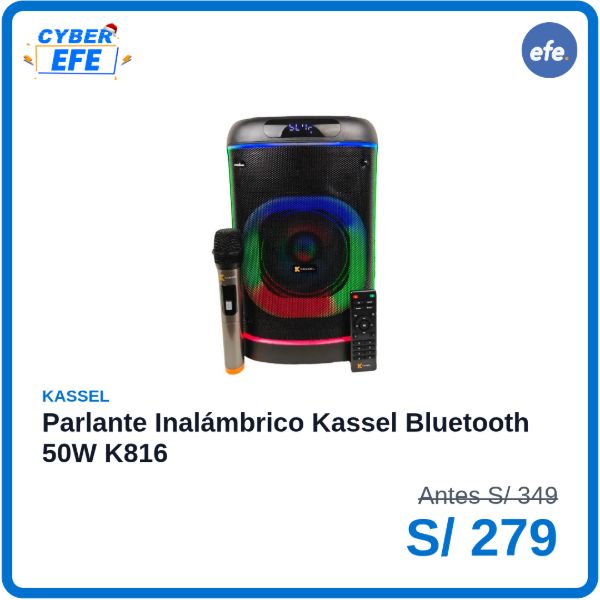 CYBER
EFE
efe.
KASSEL
Parlante Inalámbrico Kassel Bluetooth
50W K816
Antes S/ 349
S/ 279